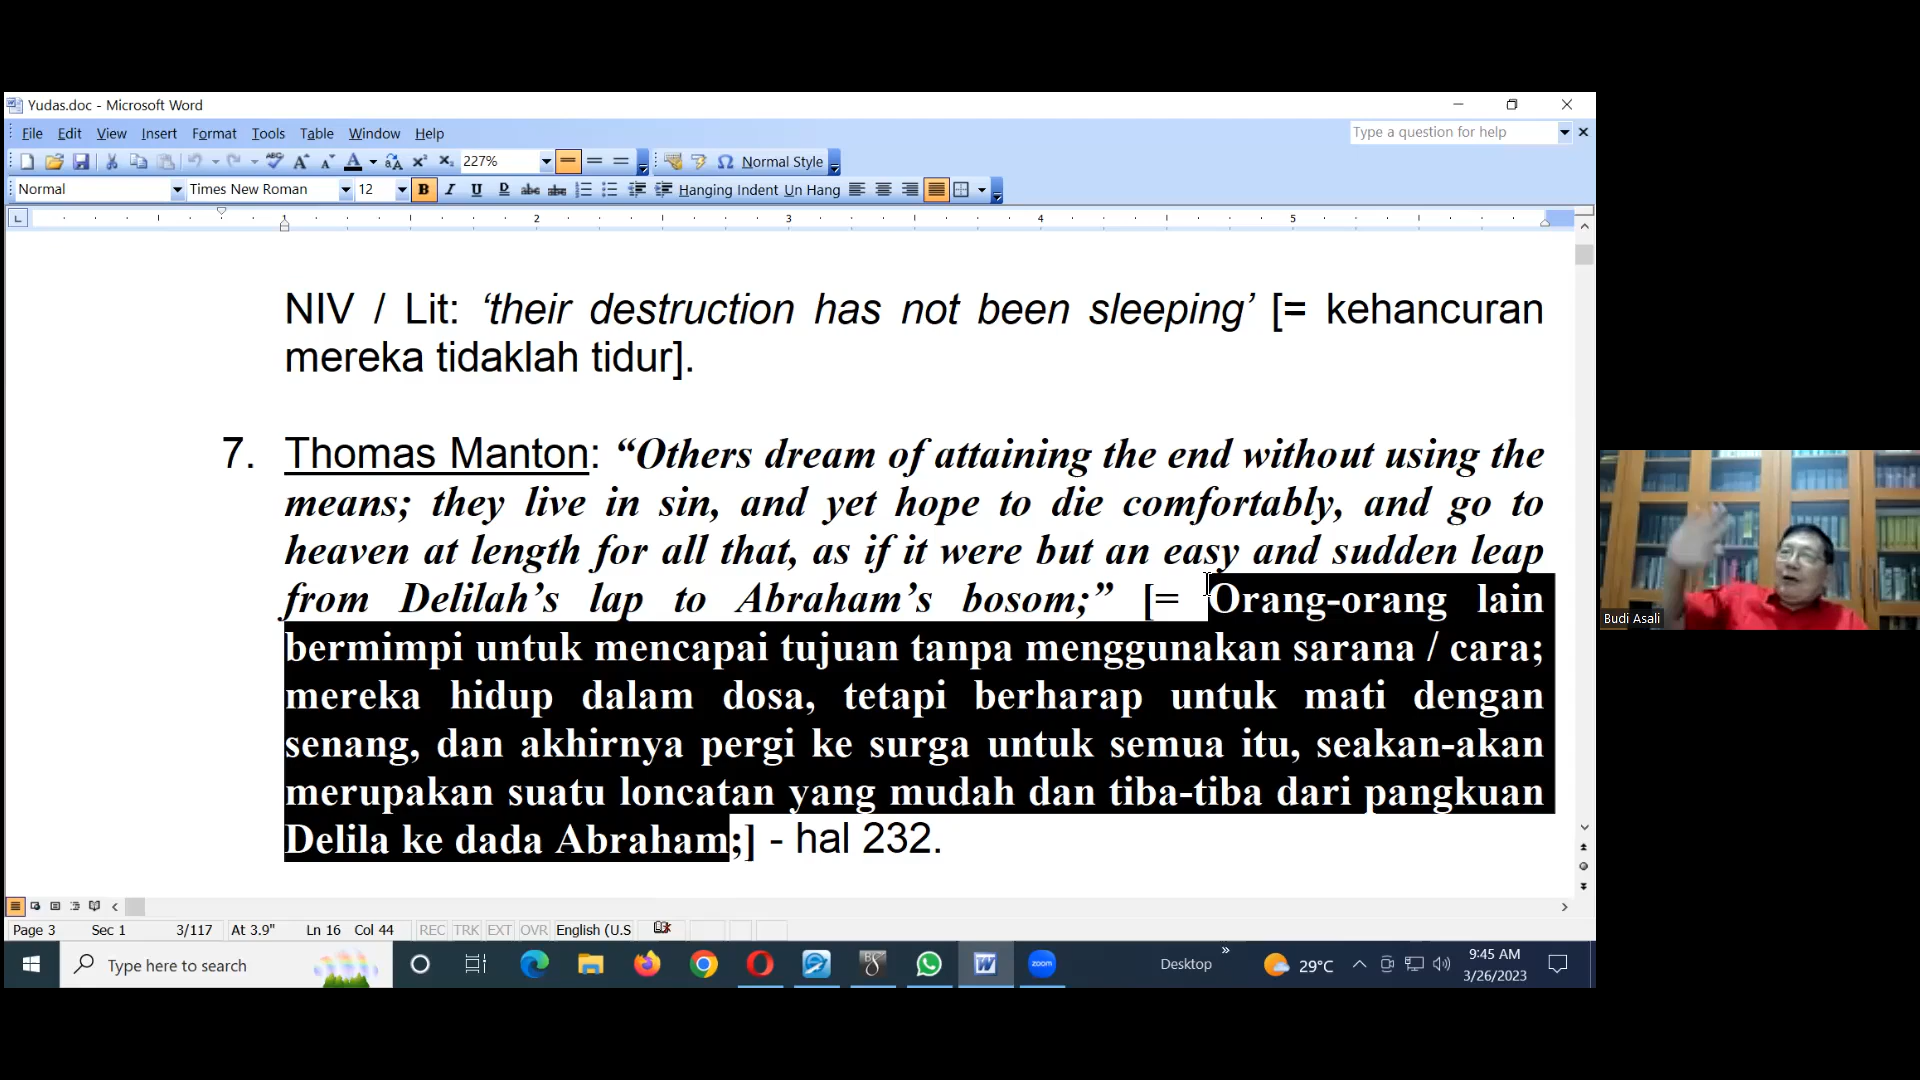 Yudas.doc - Microsoft Word
File Edit View Insert Format Tools Table Window Help
Type a question for help
227%
Normal Style
Normal
Times New Roman
12
Hanging Indent Un Hang
1 2 3 4 5
NIV / Lit: ‘their destruction has not been sleeping’ [= kehancuran
mereka tidaklah tidur].
7. Thomas Manton: “Others dream of attaining the end without using the
means; they live in sin, and yet hope to die comfortably, and go to
heaven at length for all that, as if it were but an easy and sudden leap
from Delilah’s lap to Abraham’s bosom;” [= Orang-orang lain
bermimpi untuk mencapai tujuan tanpa menggunakan sarana / cara;
mereka hidup dalam dosa, tetapi berharap untuk mati dengan
senang, dan akhirnya pergi ke surga untuk semua itu, seakan-akan
merupakan suatu loncatan yang mudah dan tiba-tiba dari pangkuan
Delila ke dada Abraham;] - hal 232.
Budi Asali
Page 3 Sec 1 3/117 At 3.9" Ln 16 Col 44 REC TRK EXT OVR English (U.S
Type here to search
zoom
Desktop
29°C
9:45 AM
3/26/2023